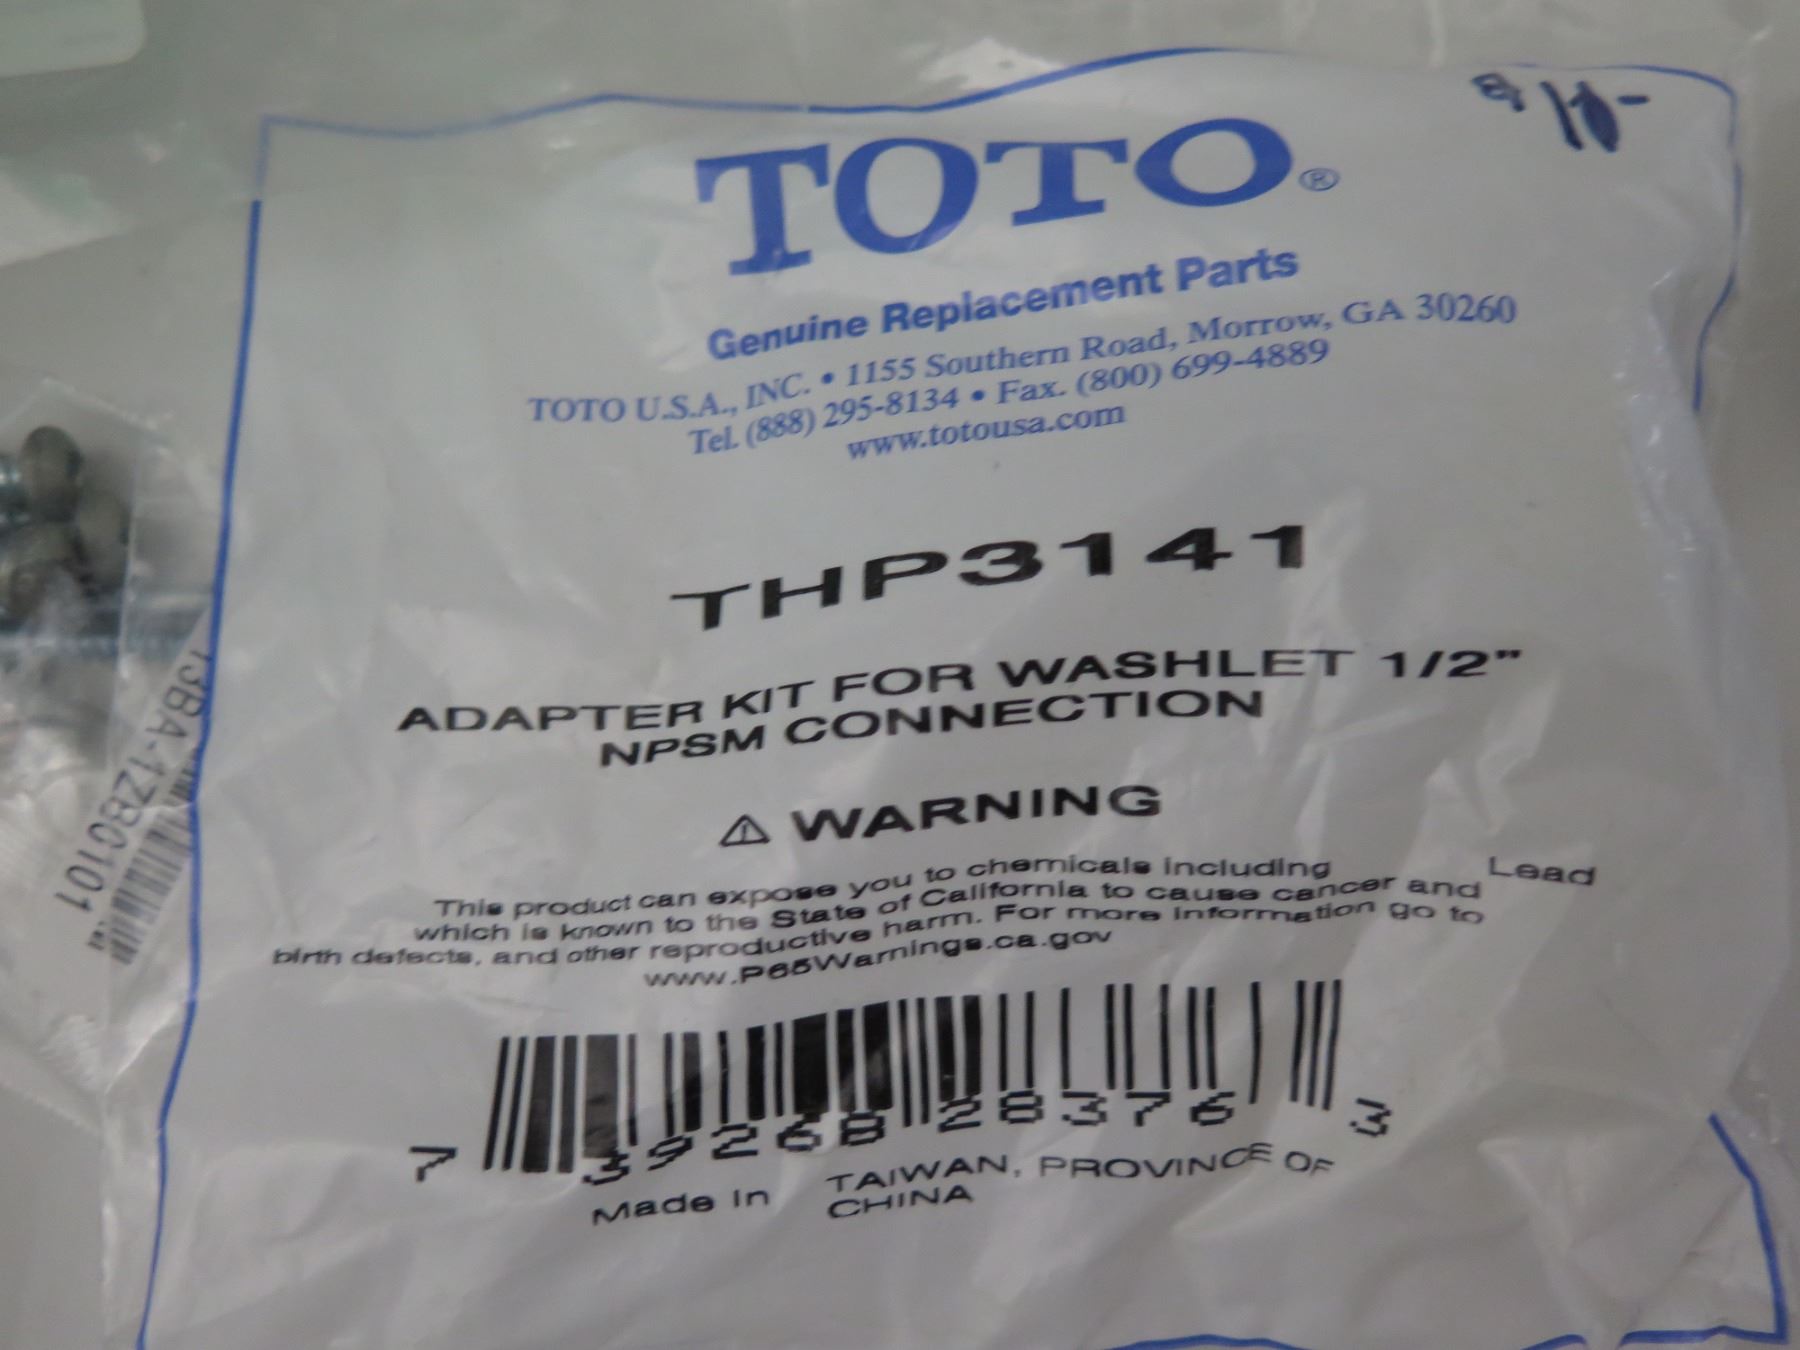 TOTO®
Genuine Replacement Parts
TOTO U.S.A., INC. • 1155 Southern Road, Morrow, GA 30260
Tel. (888) 295-8134 • Fax. (800) 699-4889
www.totousa.com
THP3141
ADAPTER KIT FOR WASHLET 1/2"
NPSM CONNECTION
⚠ WARNING
This product can expose you to chemicals including Lead
which is known to the State of California to cause cancer and
birth defects, and other reproductive harm. For more information go to
www.P65Warnings.ca.gov
7 39268 28376 3
Made in TAIWAN, PROVINCE OF
CHINA
13BA-1ZB0101